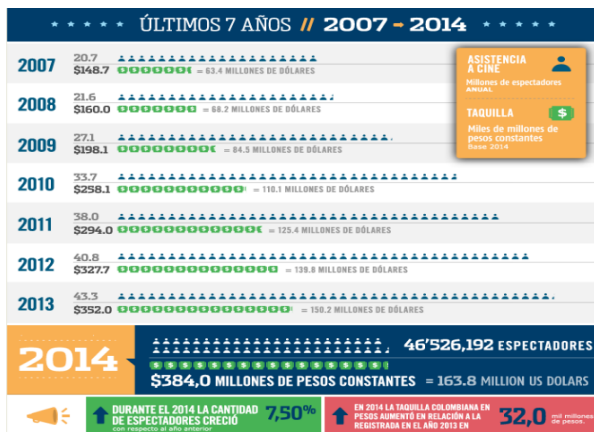 ÚLTIMOS 7 AÑOS // 2007 - 2014
ASISTENCIA
A CINE
Millones de espectadores
ANUAL
TAQUILLA
$
Miles de millones de
pesos constantes
Base 2014
2007
20.7
$148.7 = 63.4 MILLONES DE DÓLARES
2008
21.6
$160.0 = 68.2 MILLONES DE DÓLARES
2009
27.1
$198.1 = 84.5 MILLONES DE DÓLARES
2010
33.7
$258.1 = 110.1 MILLONES DE DÓLARES
2011
38.0
$294.0 = 125.4 MILLONES DE DÓLARES
2012
40.8
$327.7 = 139.8 MILLONES DE DÓLARES
2013
43.3
$352.0 = 150.2 MILLONES DE DÓLARES
2014
46'526,192 ESPECTADORES
$384,0 MILLONES DE PESOS CONSTANTES = 163.8 MILLION US DOLARS
DURANTE EL 2014 LA CANTIDAD
DE ESPECTADORES CRECIÓ
con respecto al año anterior
7,50%
EN 2014 LA TAQUILLA COLOMBIANA EN
PESOS AUMENTÓ EN RELACIÓN A LA
REGISTRADA EN EL AÑO 2013 EN
32,0
mil millones
de pesos.